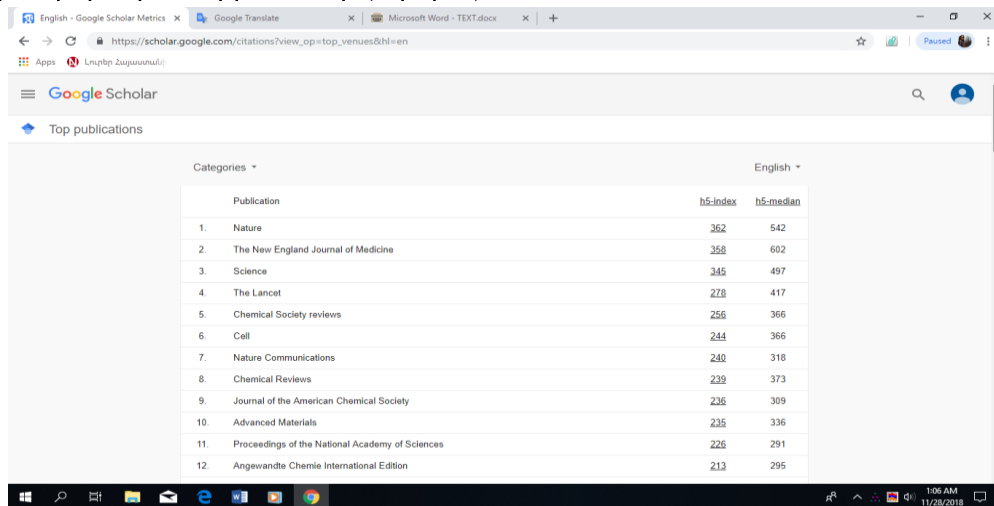 English - Google Scholar Metrics
Google Translate
Microsoft Word - TEXT.docx
https://scholar.google.com/citations?view_op=top_venues&hl=en
Paused
Apps
Google Scholar
Top publications
Categories
English
Publication h5-index h5-median
1. Nature 362 542
2. The New England Journal of Medicine 358 602
3. Science 345 497
4. The Lancet 278 417
5. Chemical Society reviews 256 366
6. Cell 244 366
7. Nature Communications 240 318
8. Chemical Reviews 239 373
9. Journal of the American Chemical Society 236 309
10. Advanced Materials 235 336
11. Proceedings of the National Academy of Sciences 226 291
12. Angewandte Chemie International Edition 213 295
1:06 AM
11/28/2018